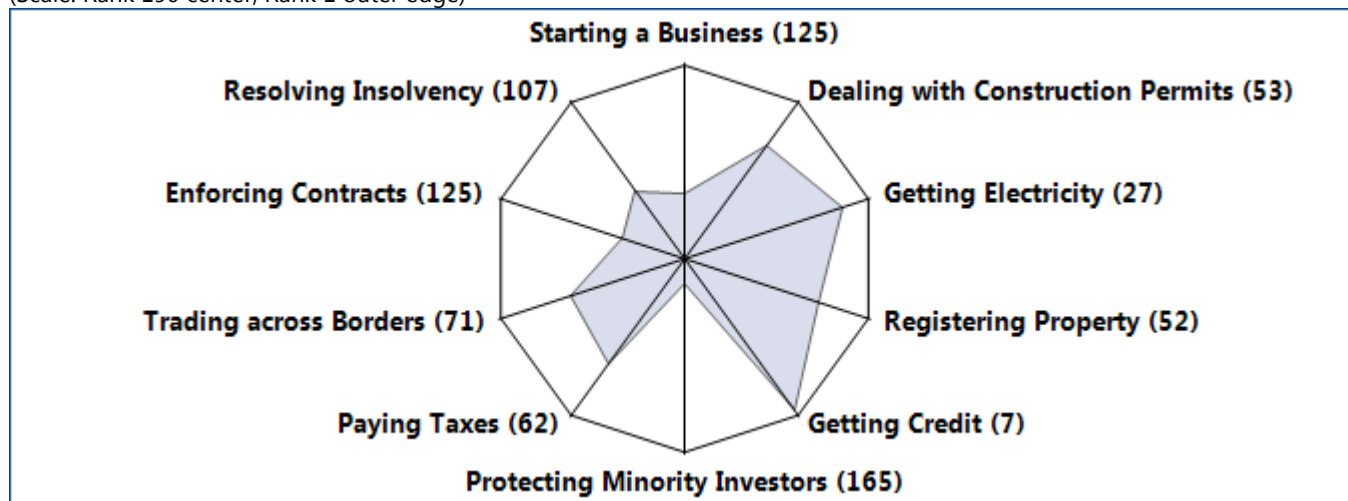 (Scale: Rank 190 center, Rank 1 outer edge)
Starting a Business (125)
Resolving Insolvency (107)
Dealing with Construction Permits (53)
Enforcing Contracts (125)
Getting Electricity (27)
Trading across Borders (71)
Registering Property (52)
Paying Taxes (62)
Getting Credit (7)
Protecting Minority Investors (165)